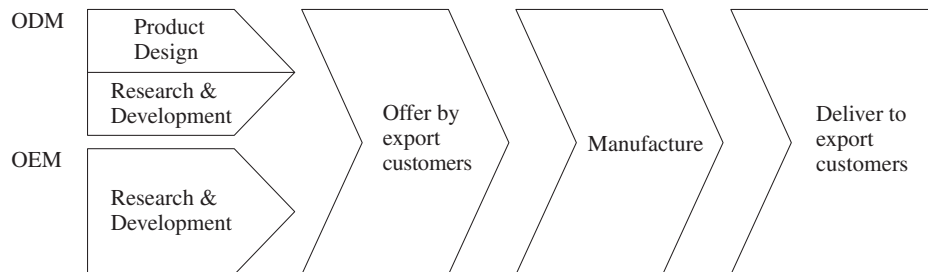 ODM
Product
Design
Research &
Development
OEM
Research &
Development
Offer by
export
customers
Manufacture
Deliver to
export
customers